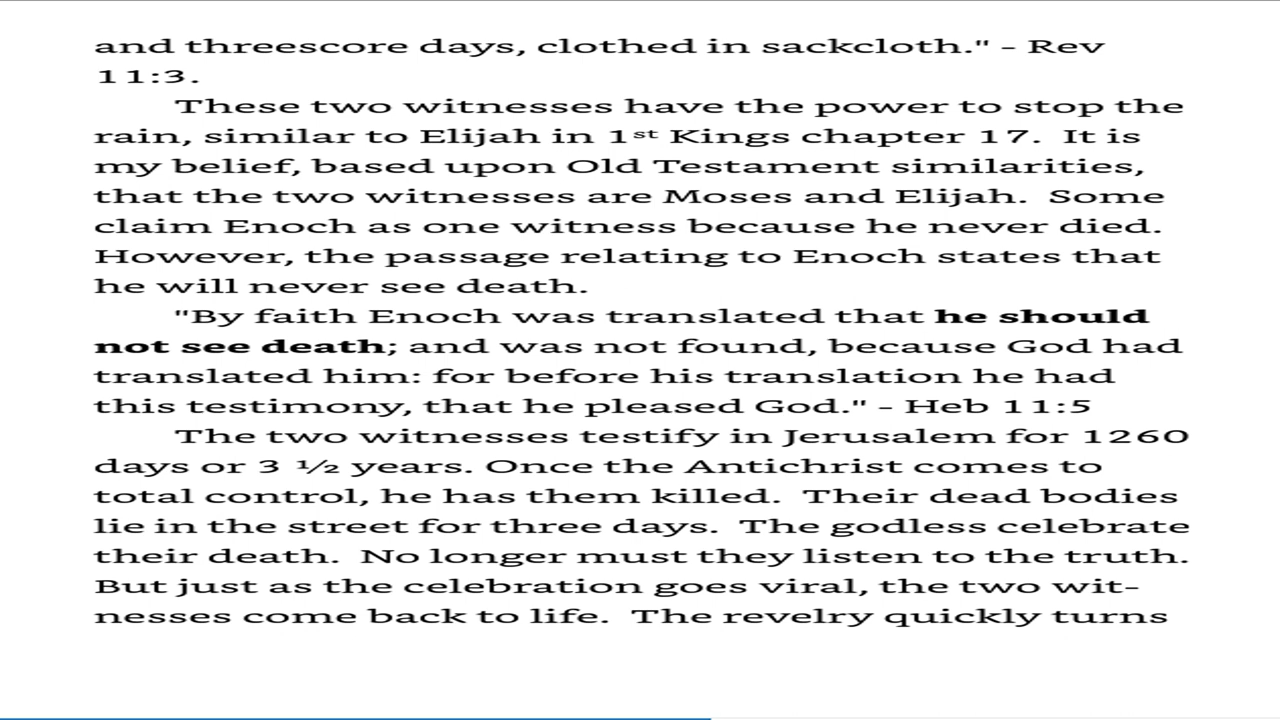 and threescore days, clothed in sackcloth." – Rev
11:3.
These two witnesses have the power to stop the
rain, similar to Elijah in 1st Kings chapter 17.  It is
my belief, based upon Old Testament similarities,
that the two witnesses are Moses and Elijah.  Some
claim Enoch as one witness because he never died.
However, the passage relating to Enoch states that
he will never see death.
"By faith Enoch was translated that he should
not see death; and was not found, because God had
translated him: for before his translation he had
this testimony, that he pleased God." – Heb 11:5
The two witnesses testify in Jerusalem for 1260
days or 3 ½ years. Once the Antichrist comes to
total control, he has them killed.  Their dead bodies
lie in the street for three days.  The godless celebrate
their death.  No longer must they listen to the truth.
But just as the celebration goes viral, the two wit-
nesses come back to life.  The revelry quickly turns